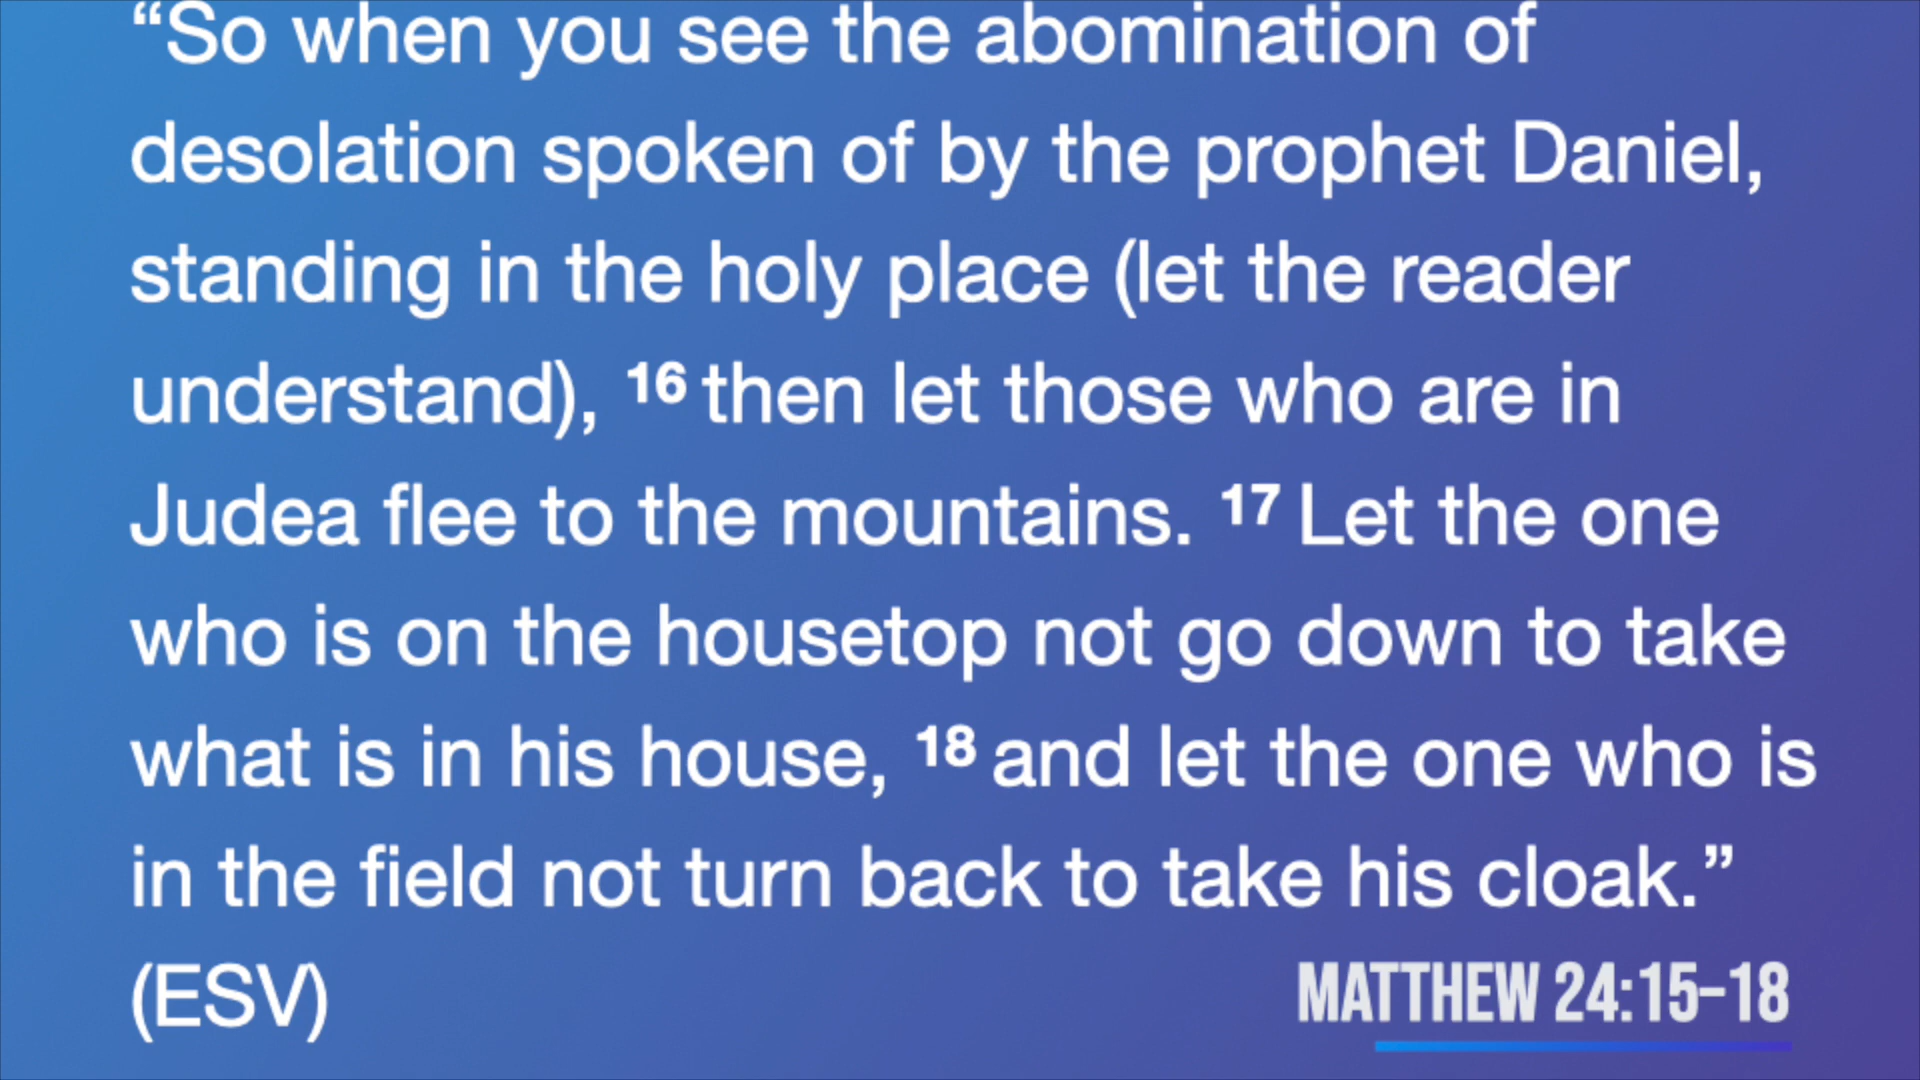 “So when you see the abomination of
desolation spoken of by the prophet Daniel,
standing in the holy place (let the reader
understand), 16 then let those who are in
Judea flee to the mountains. 17 Let the one
who is on the housetop not go down to take
what is in his house, 18 and let the one who is
in the field not turn back to take his cloak.”
(ESV)
MATTHEW 24:15–18